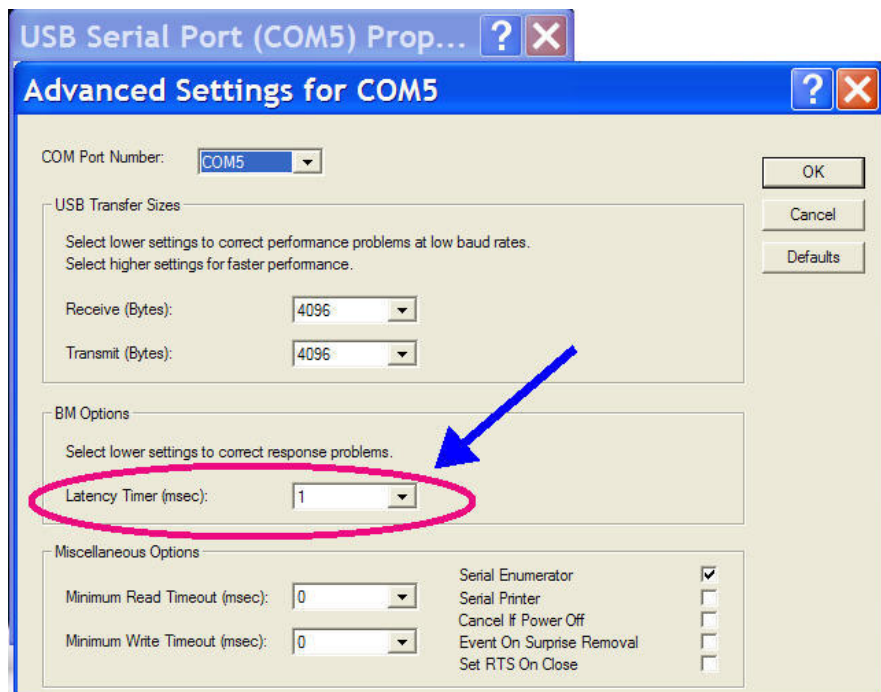 USB Serial Port (COM5) Prop...
Advanced Settings for COM5
COM Port Number: COM5
OK
Cancel
Defaults
USB Transfer Sizes
Select lower settings to correct performance problems at low baud rates.
Select higher settings for faster performance.
Receive (Bytes): 4096
Transmit (Bytes): 4096
BM Options
Select lower settings to correct response problems.
Latency Timer (msec): 1
Miscellaneous Options
Minimum Read Timeout (msec): 0
Minimum Write Timeout (msec): 0
Serial Enumerator
Serial Printer
Cancel If Power Off
Event On Surprise Removal
Set RTS On Close